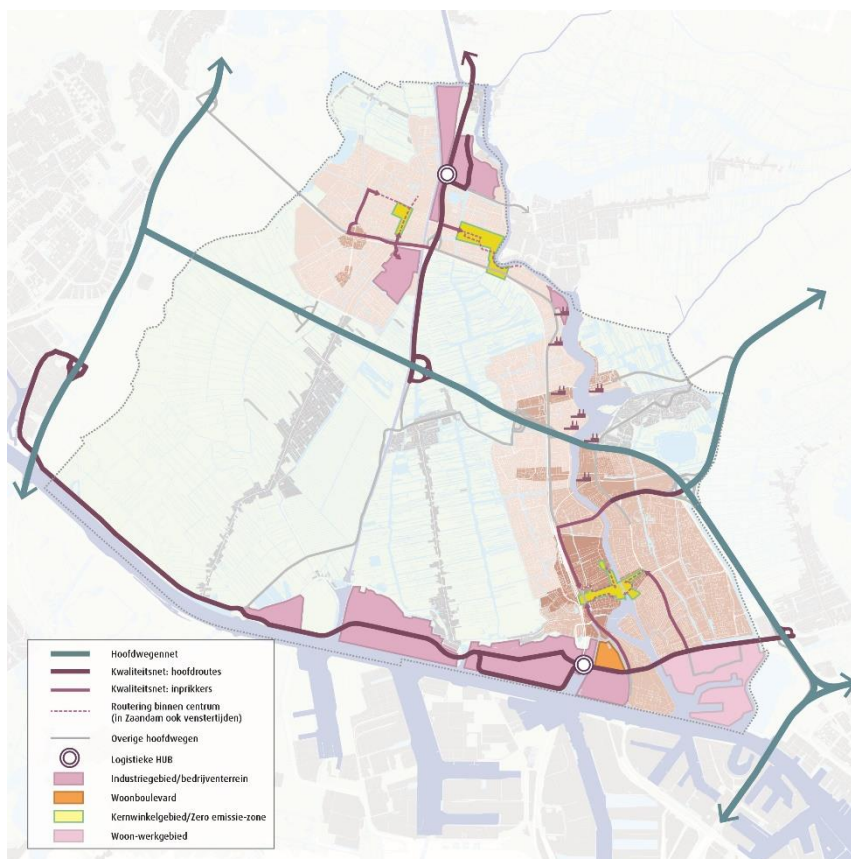 Hoofdwegennet
Kwaliteitsnet: hoofdroutes
Kwaliteitsnet: inprikkers
Routering binnen centrum
(in Zaandam ook venstertijden)
Overige hoofdwegen
Logistieke HUB
Industriegebied/bedrijventerrein
Woonboulevard
Kernwinkelgebied/Zero emissie-zone
Woon-werkgebied